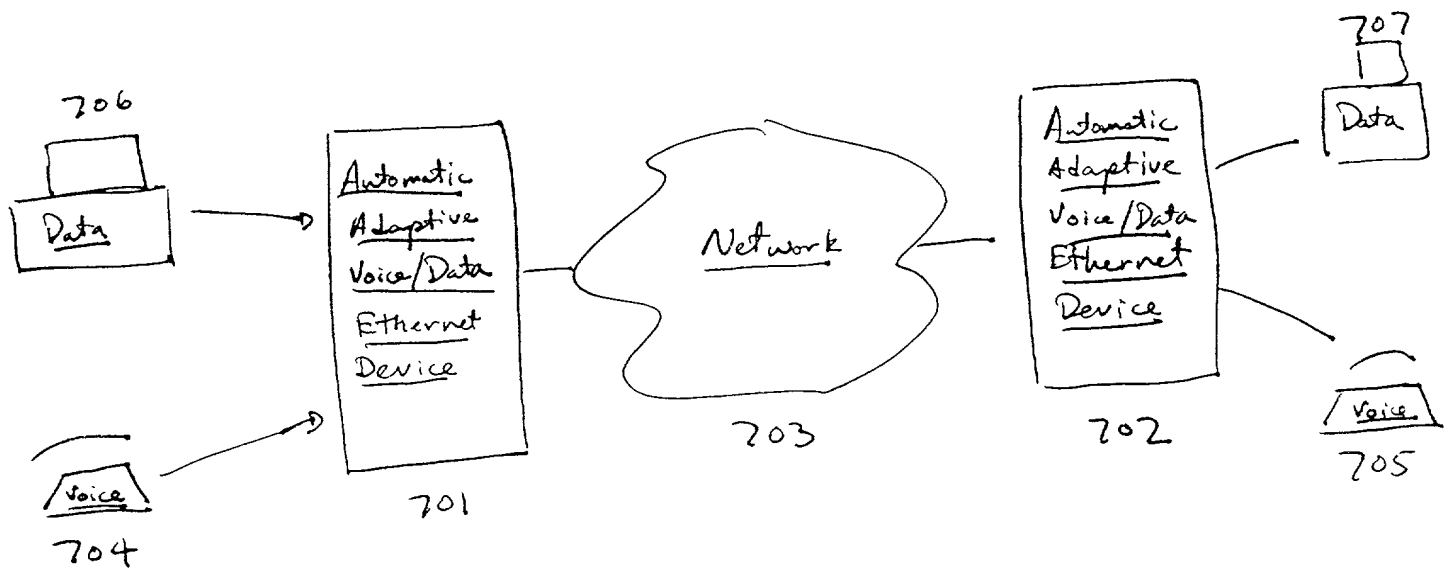 706
Data
Voice
704
Automatic
Adaptive
Voice/Data
Ethernet
Device
701
Network
703
Automatic
Adaptive
Voice/Data
Ethernet
Device
702
707
Data
Voice
705